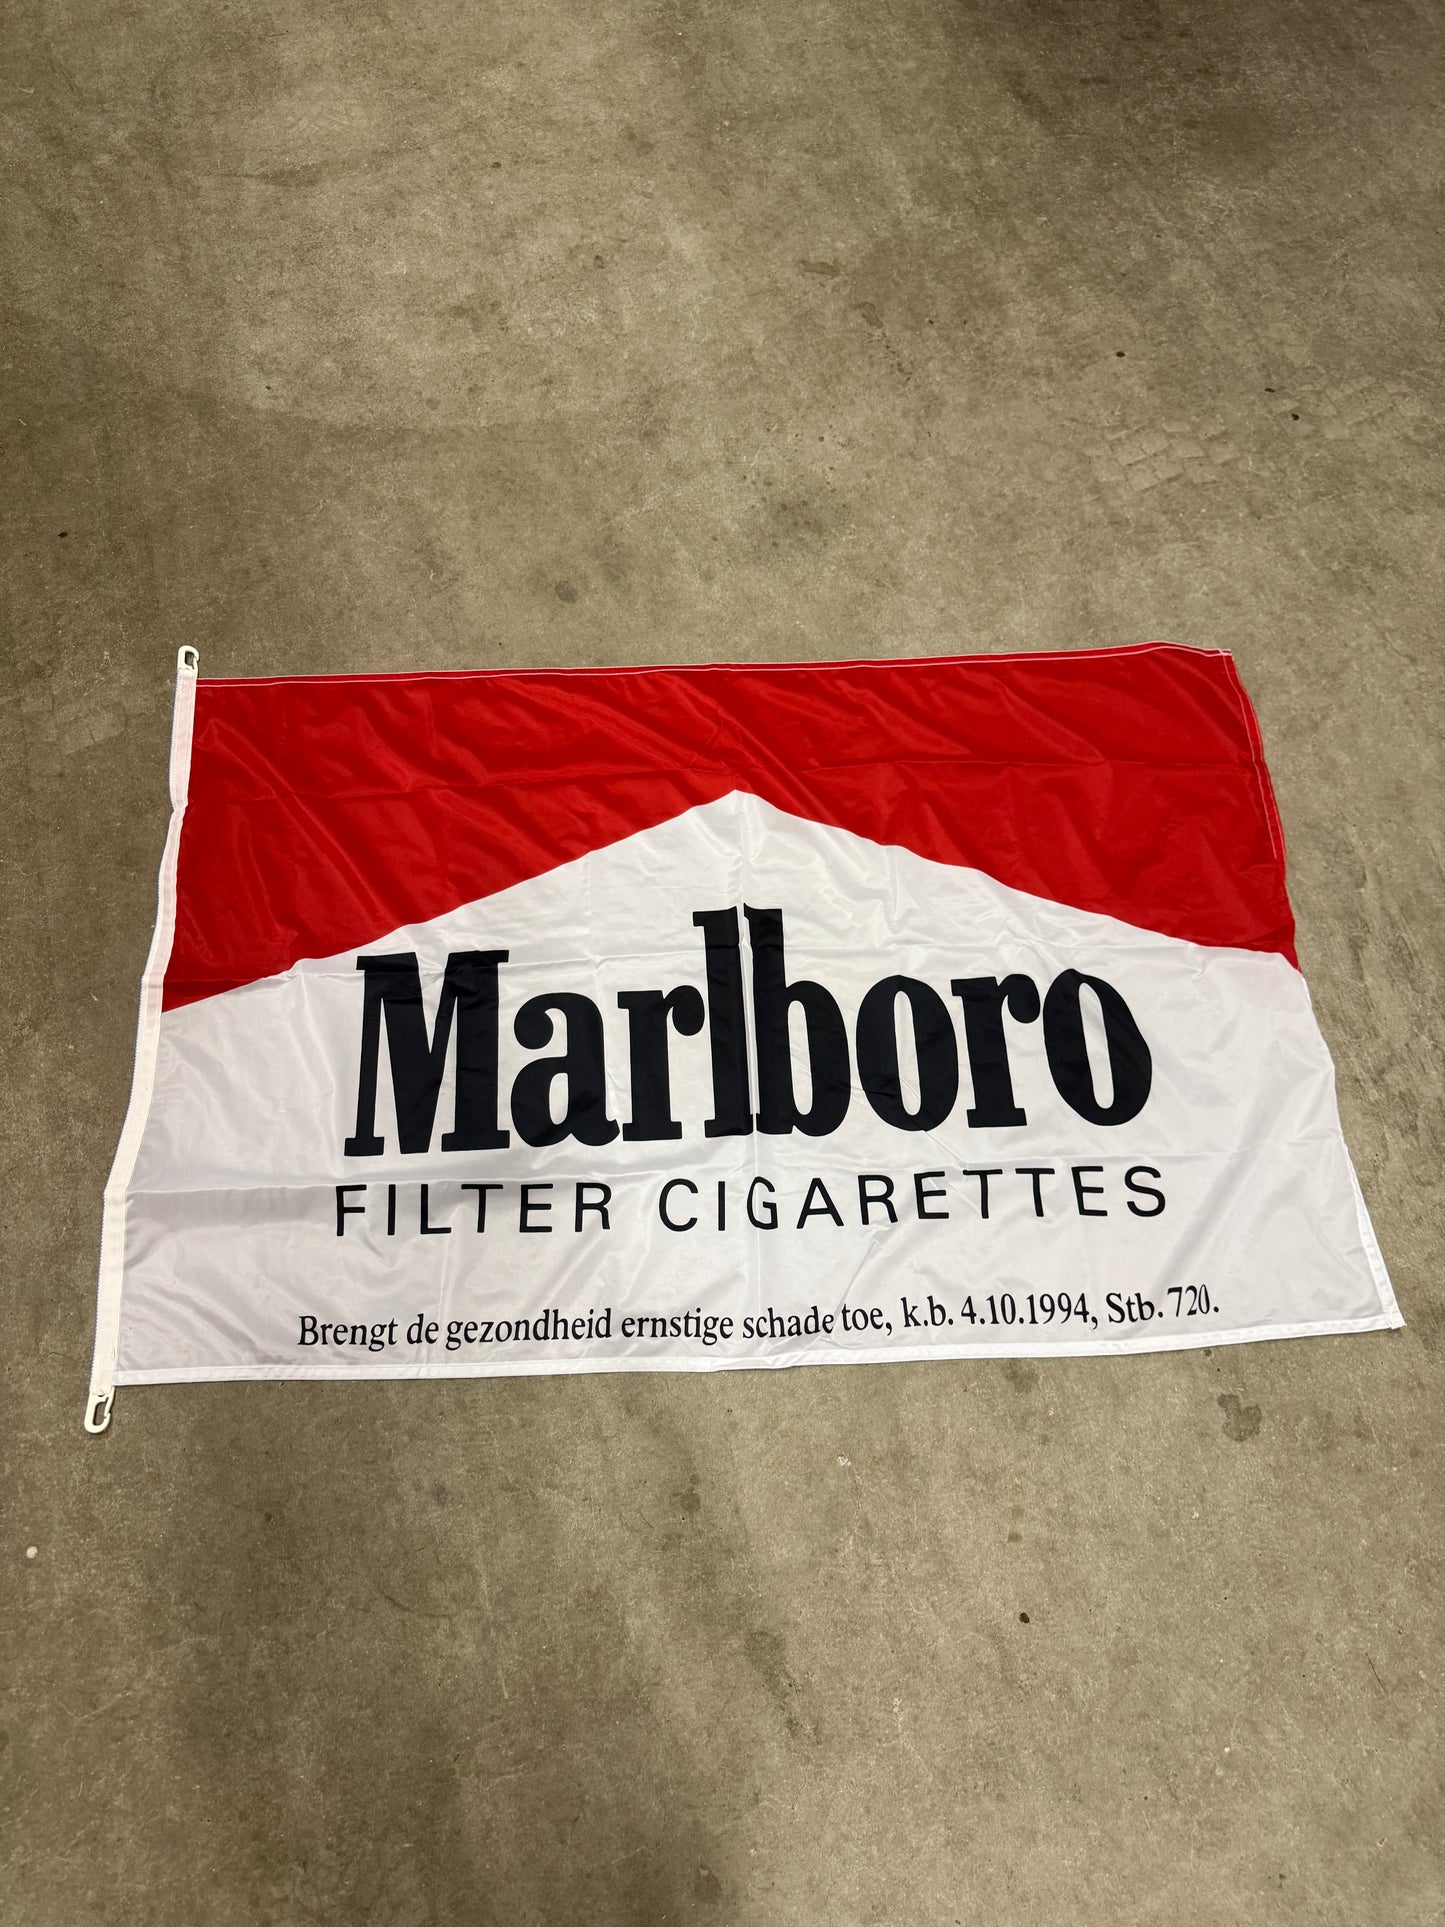 Marlboro
FILTER CIGARETTES
Brengt de gezondheid ernstige schade toe, k.b. 4.10.1994, Stb. 720.